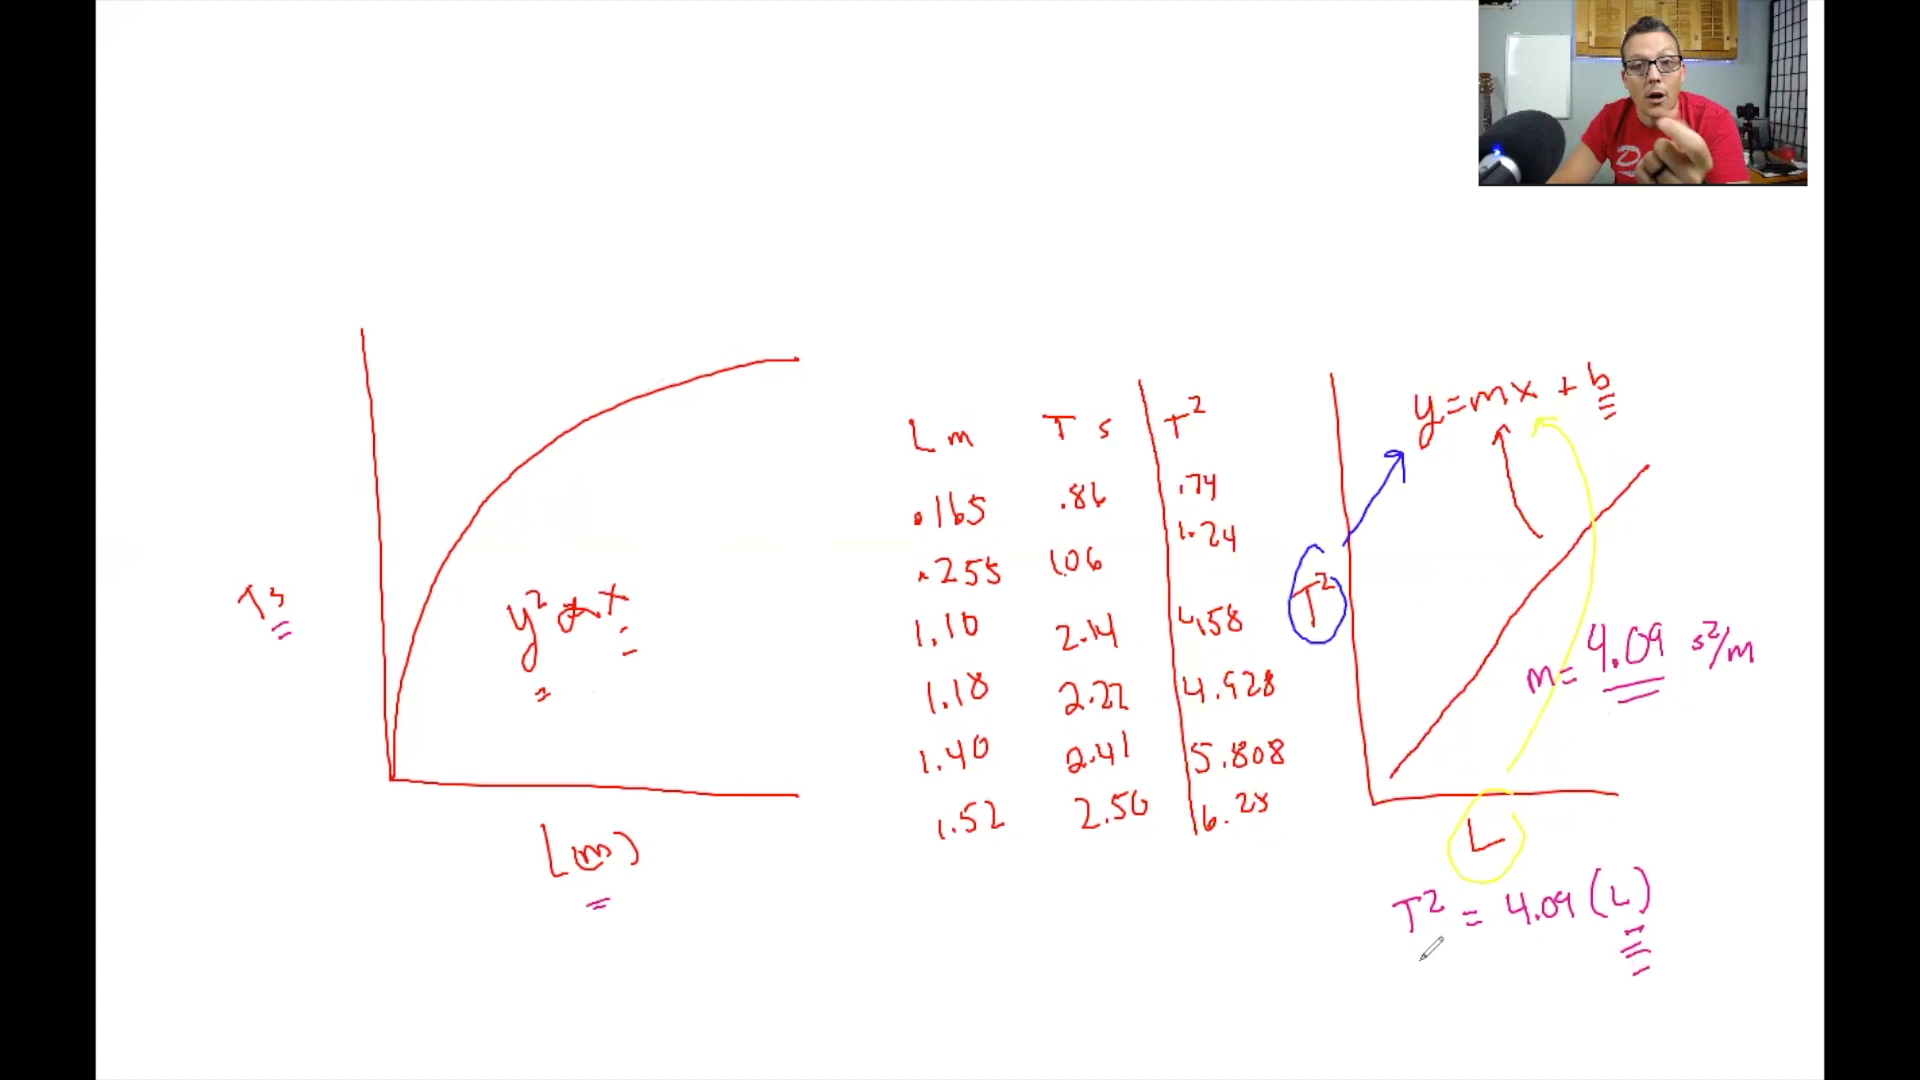 T s
L(m)
y² ∝ x
L m T s T²
.165 .86 .74
.255 1.06 1.24
1.10 2.14 4.58
1.18 2.22 4.928
1.40 2.41 5.808
1.52 2.50 6.25
y = mx + b
T²
m = 4.09 s²/m
L
T² = 4.09 (L)